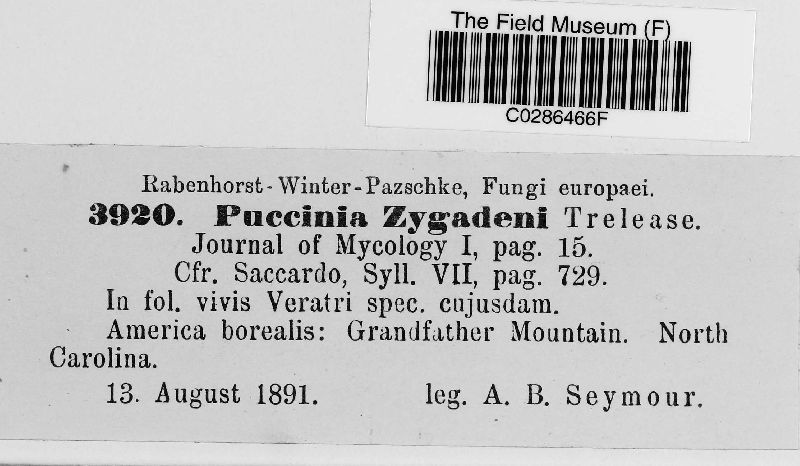 The Field Museum (F)
C0286466F
Rabenhorst-Winter-Pazschke, Fungi europaei.
3920. Puccinia Zygadeni Trelease.
Journal of Mycology I, pag. 15.
Cfr. Saccardo, Syll. VII, pag. 729.
In fol. vivis Veratri spec. cujusdam.
America borealis: Grandfather Mountain. North
Carolina.
13. August 1891. leg. A. B. Seymour.